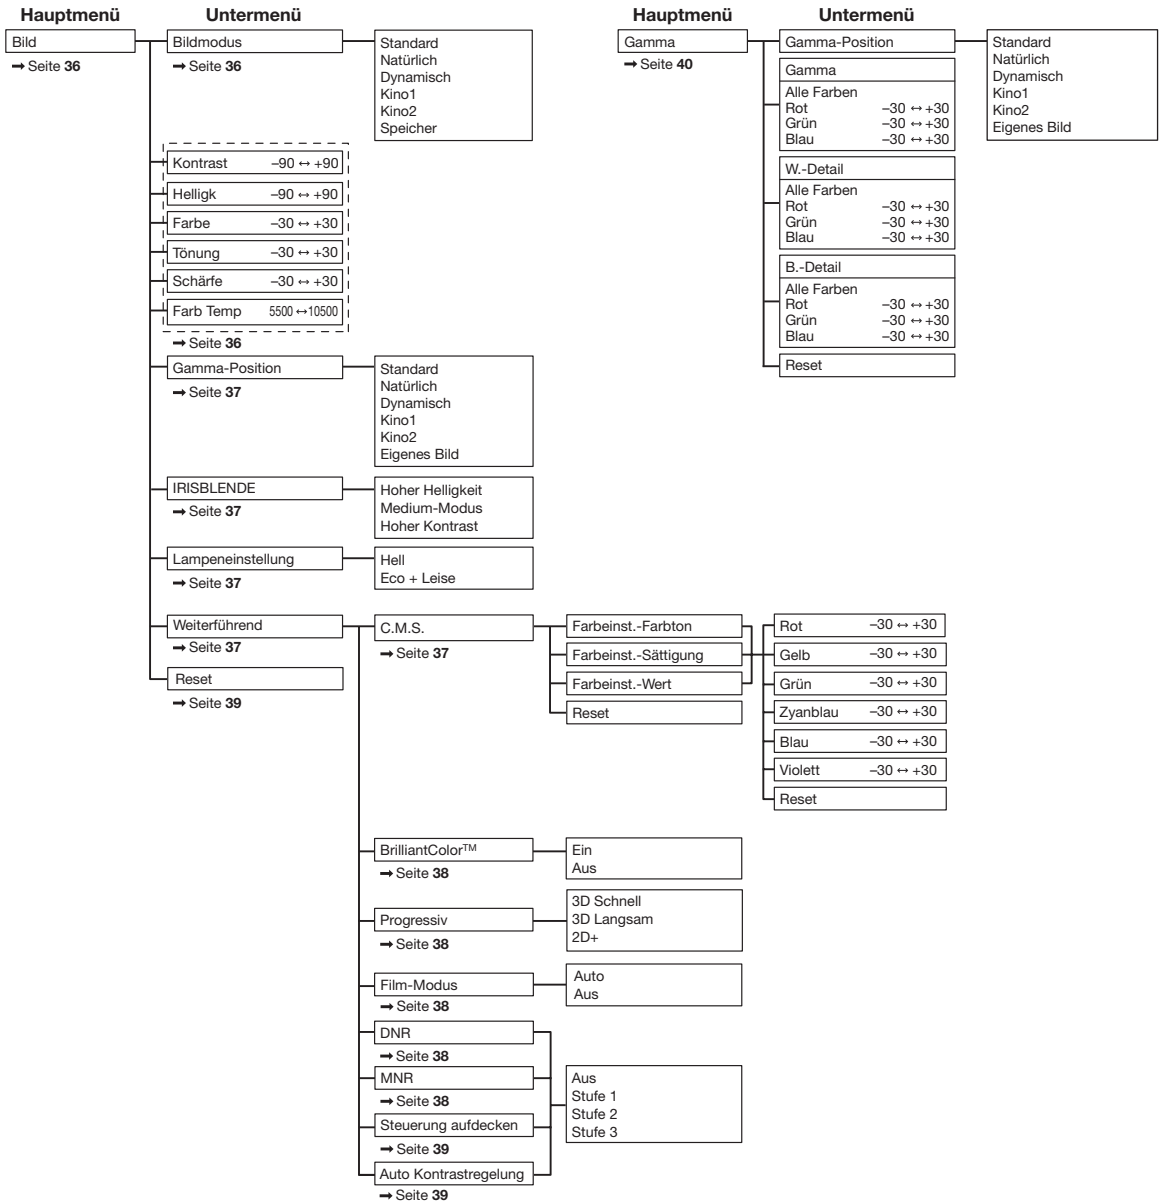 Hauptmenü Untermenü
Bild
→ Seite 36
Bildmodus
→ Seite 36
Standard
Natürlich
Dynamisch
Kino1
Kino2
Speicher
Kontrast –90 ↔ +90
Helligk –90 ↔ +90
Farbe –30 ↔ +30
Tönung –30 ↔ +30
Schärfe –30 ↔ +30
Farb Temp 5500 ↔10500
→ Seite 36
Gamma-Position
→ Seite 37
Standard
Natürlich
Dynamisch
Kino1
Kino2
Eigenes Bild
IRISBLENDE
→ Seite 37
Hoher Helligkeit
Medium-Modus
Hoher Kontrast
Lampeneinstellung
→ Seite 37
Hell
Eco + Leise
Weiterführend
→ Seite 37
Reset
→ Seite 39
C.M.S.
→ Seite 37
Farbeinst.-Farbton
Farbeinst.-Sättigung
Farbeinst.-Wert
Reset
Rot –30 ↔ +30
Gelb –30 ↔ +30
Grün –30 ↔ +30
Zyanblau –30 ↔ +30
Blau –30 ↔ +30
Violett –30 ↔ +30
Reset
BrilliantColor™
→ Seite 38
Ein
Aus
Progressiv
→ Seite 38
3D Schnell
3D Langsam
2D+
Film-Modus
→ Seite 38
Auto
Aus
DNR
→ Seite 38
MNR
→ Seite 38
Steuerung aufdecken
→ Seite 39
Auto Kontrastregelung
→ Seite 39
Aus
Stufe 1
Stufe 2
Stufe 3
Hauptmenü Untermenü
Gamma
→ Seite 40
Gamma-Position
Standard
Natürlich
Dynamisch
Kino1
Kino2
Eigenes Bild
Gamma
Alle Farben
Rot –30 ↔ +30
Grün –30 ↔ +30
Blau –30 ↔ +30
W.-Detail
Alle Farben
Rot –30 ↔ +30
Grün –30 ↔ +30
Blau –30 ↔ +30
B.-Detail
Alle Farben
Rot –30 ↔ +30
Grün –30 ↔ +30
Blau –30 ↔ +30
Reset